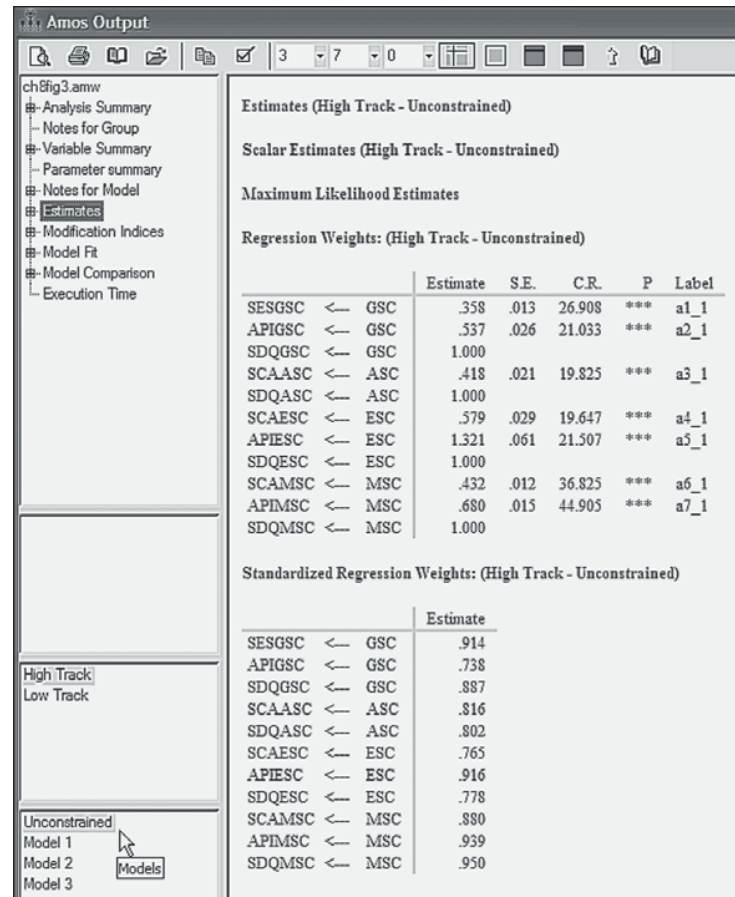 Amos Output
3 7 0
ch8fig3.amw
Analysis Summary
Notes for Group
Variable Summary
Parameter summary
Notes for Model
Estimates
Modification Indices
Model Fit
Model Comparison
Execution Time
High Track
Low Track
Unconstrained
Model 1
Model 2
Models
Model 3
Estimates (High Track - Unconstrained)
Scalar Estimates (High Track - Unconstrained)
Maximum Likelihood Estimates
Regression Weights: (High Track - Unconstrained)
Estimate S.E. C.R. P Label
SESGSC <--- GSC .358 .013 26.908 *** a1_1
APIGSC <--- GSC .537 .026 21.033 *** a2_1
SDQGSC <--- GSC 1.000
SCAASC <--- ASC .418 .021 19.825 *** a3_1
SDQASC <--- ASC 1.000
SCAESC <--- ESC .579 .029 19.647 *** a4_1
APIESC <--- ESC 1.321 .061 21.507 *** a5_1
SDQESC <--- ESC 1.000
SCAMSC <--- MSC .432 .012 36.825 *** a6_1
APIMSC <--- MSC .680 .015 44.905 *** a7_1
SDQMSC <--- MSC 1.000
Standardized Regression Weights: (High Track - Unconstrained)
Estimate
SESGSC <--- GSC .914
APIGSC <--- GSC .738
SDQGSC <--- GSC .887
SCAASC <--- ASC .816
SDQASC <--- ASC .802
SCAESC <--- ESC .765
APIESC <--- ESC .916
SDQESC <--- ESC .778
SCAMSC <--- MSC .880
APIMSC <--- MSC .939
SDQMSC <--- MSC .950